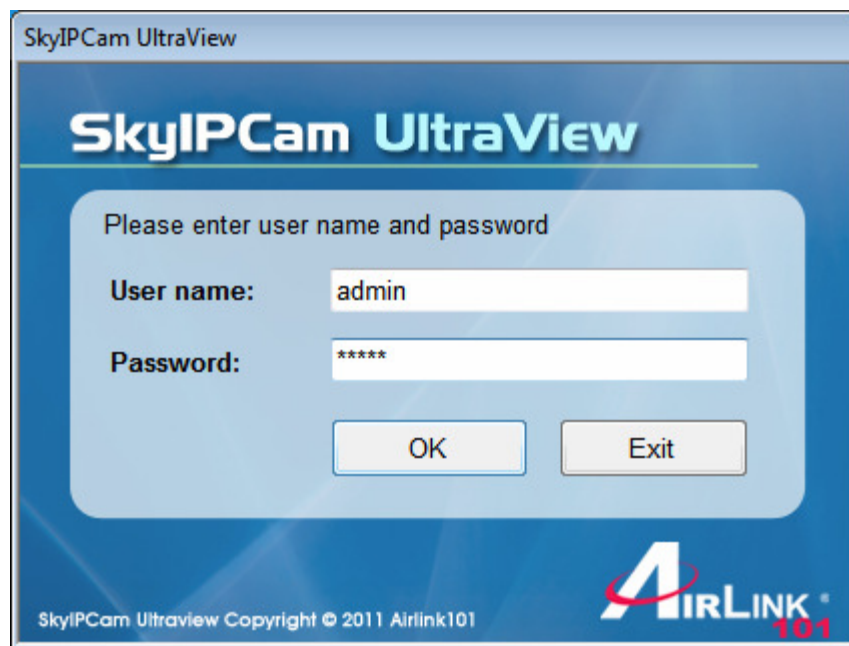 SkyIPCam UltraView
SkyIPCam UltraView
Please enter user name and password
User name: admin
Password: *****
OK Exit
SkyIPCam Ultraview Copyright © 2011 Airlink101
AIRLINK ®
101